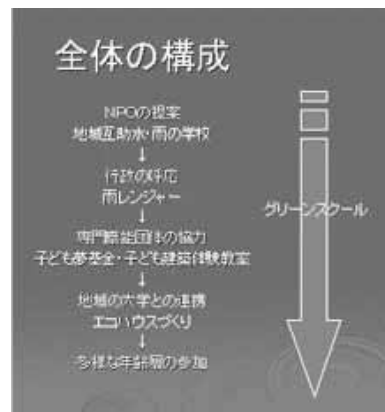 全体の構成
NPOの提案
地域互助水・雨の学校
↓
行政の呼応
雨レンジャー
↓
専門職能団体の協力
子ども夢基金・子ども建築体験教室
↓
地域の大学との連携
エコハウスづくり
↓
多様な年齢層の参加
グリーンスクール